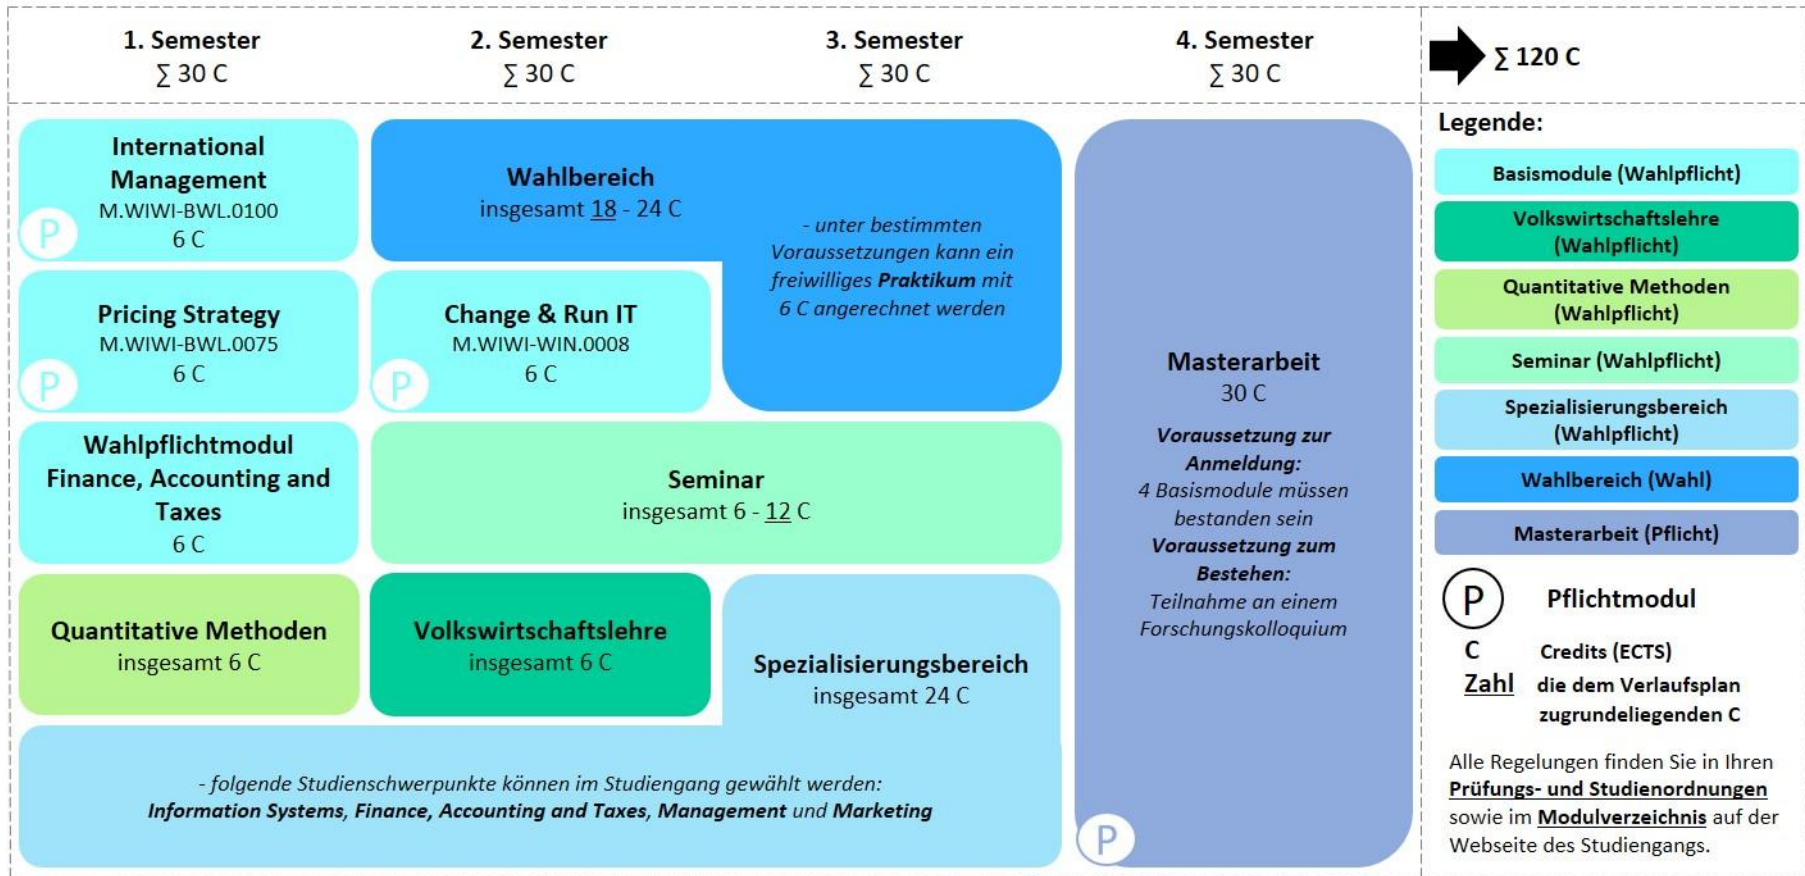 1. Semester
∑ 30 C
2. Semester
∑ 30 C
3. Semester
∑ 30 C
4. Semester
∑ 30 C
∑ 120 C
International
Management
M.WIWI-BWL.0100
6 C
P
Pricing Strategy
M.WIWI-BWL.0075
6 C
P
Wahlpflichtmodul
Finance, Accounting and
Taxes
6 C
Quantitative Methoden
insgesamt 6 C
Wahlbereich
insgesamt 18 - 24 C
- unter bestimmten
Voraussetzungen kann ein
freiwilliges Praktikum mit
6 C angerechnet werden
Change & Run IT
M.WIWI-WIN.0008
6 C
P
Seminar
insgesamt 6 - 12 C
Volkswirtschaftslehre
insgesamt 6 C
Spezialisierungsbereich
insgesamt 24 C
- folgende Studienschwerpunkte können im Studiengang gewählt werden:
Information Systems, Finance, Accounting and Taxes, Management und Marketing
Masterarbeit
30 C
Voraussetzung zur
Anmeldung:
4 Basismodule müssen
bestanden sein
Voraussetzung zum
Bestehen:
Teilnahme an einem
Forschungskolloquium
P
Legende:
Basismodule (Wahlpflicht)
Volkswirtschaftslehre
(Wahlpflicht)
Quantitative Methoden
(Wahlpflicht)
Seminar (Wahlpflicht)
Spezialisierungsbereich
(Wahlpflicht)
Wahlbereich (Wahl)
Masterarbeit (Pflicht)
P Pflichtmodul
C Credits (ECTS)
Zahl die dem Verlaufsplan
zugrundeliegenden C
Alle Regelungen finden Sie in Ihren
Prüfungs- und Studienordnungen
sowie im Modulverzeichnis auf der
Webseite des Studiengangs.